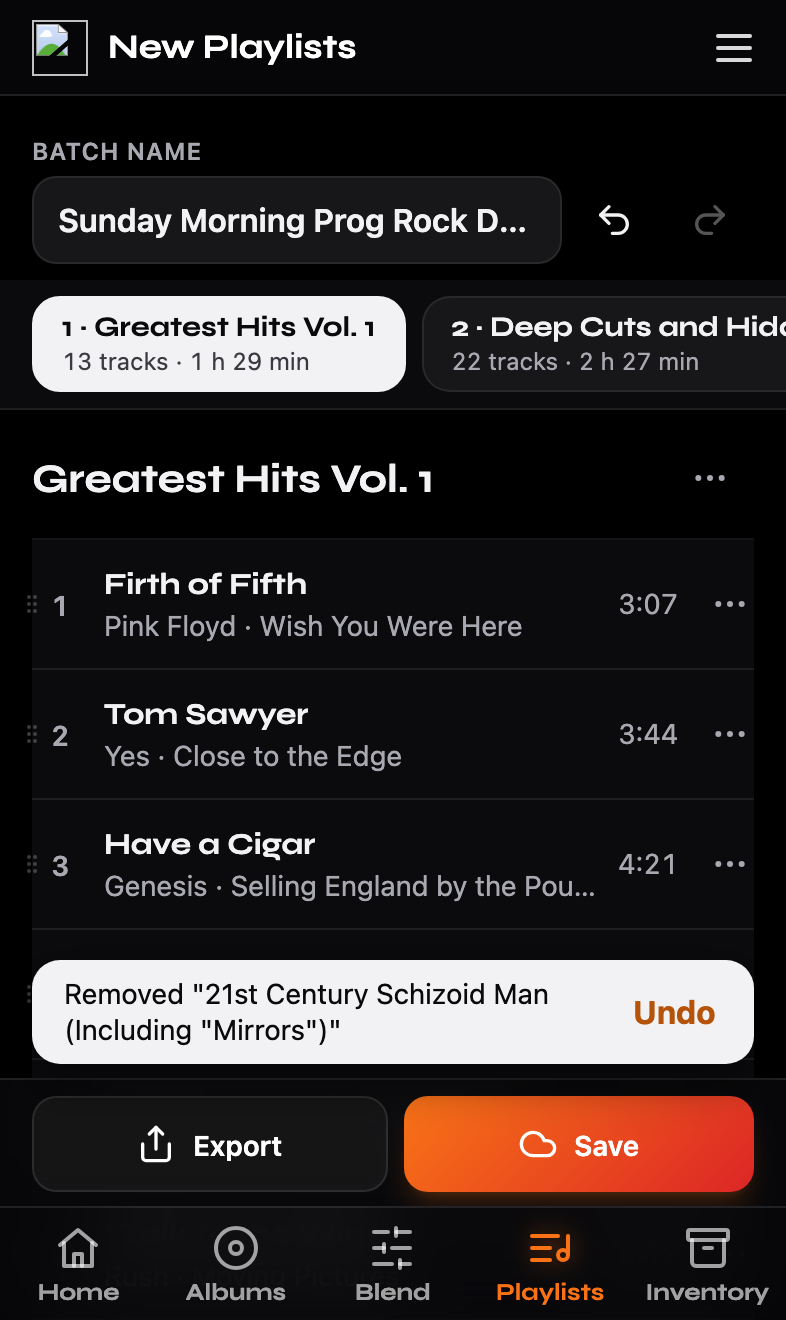 New Playlists
BATCH NAME
Sunday Morning Prog Rock D...
1 · Greatest Hits Vol. 1
13 tracks · 1 h 29 min
2 · Deep Cuts and
22 tracks · 2 h 27 min
Greatest Hits Vol. 1
1
Firth of Fifth
Pink Floyd · Wish You Were Here
3:07
2
Tom Sawyer
Yes · Close to the Edge
3:44
3
Have a Cigar
Genesis · Selling England by the Pou...
4:21
Removed "21st Century Schizoid Man
(Including "Mirrors")"
Undo
Export
Save
Home
Albums
Blend
Playlists
Inventory